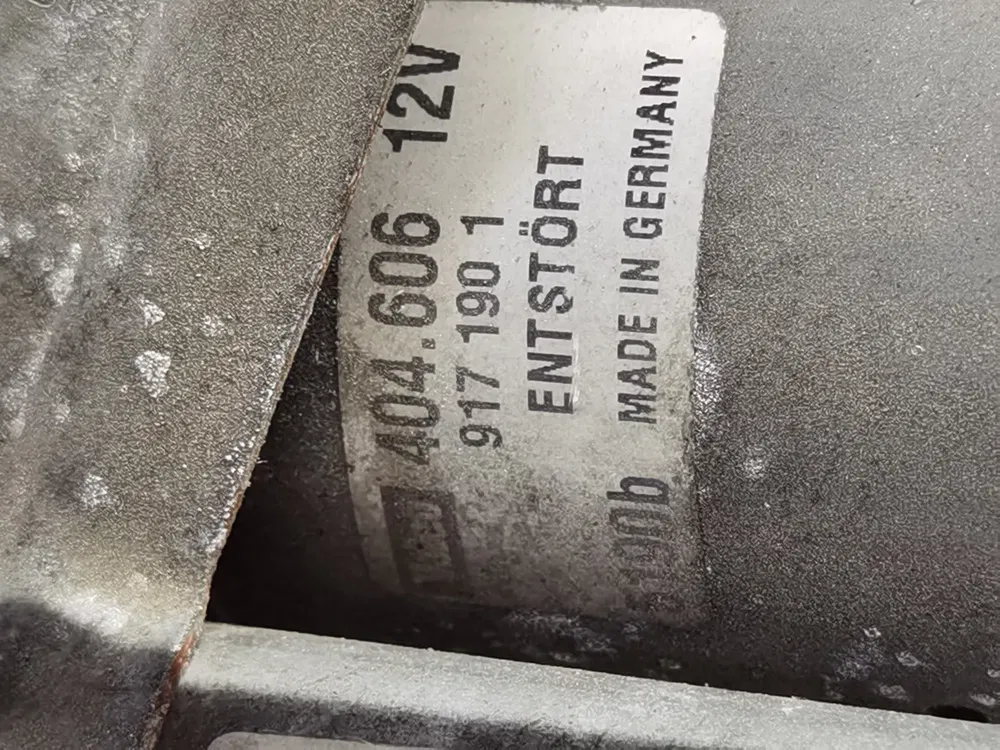 404.606 12V
917 190 1
ENTSTÖRT
MADE IN GERMANY